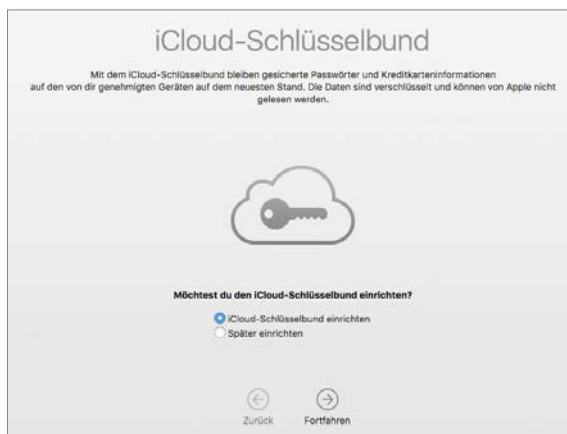 iCloud-Schlüsselbund
Mit dem iCloud-Schlüsselbund bleiben gesicherte Passwörter und Kreditkarteninformationen
auf den von dir genehmigten Geräten auf dem neuesten Stand. Die Daten sind verschlüsselt und können von Apple nicht
gelesen werden.
Möchtest du den iCloud-Schlüsselbund einrichten?
iCloud-Schlüsselbund einrichten
Später einrichten
Zurück Fortfahren